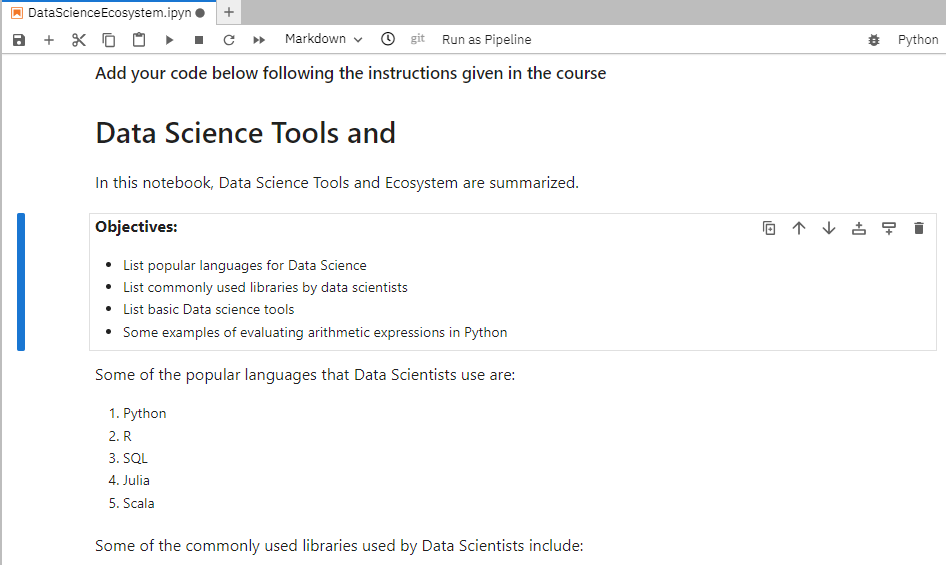 DataScienceEcosystem.ipyn
Markdown git Run as Pipeline Python
Add your code below following the instructions given in the course
Data Science Tools and
In this notebook, Data Science Tools and Ecosystem are summarized.
Objectives:
• List popular languages for Data Science
• List commonly used libraries by data scientists
• List basic Data science tools
• Some examples of evaluating arithmetic expressions in Python
Some of the popular languages that Data Scientists use are:
1. Python
2. R
3. SQL
4. Julia
5. Scala
Some of the commonly used libraries used by Data Scientists include: